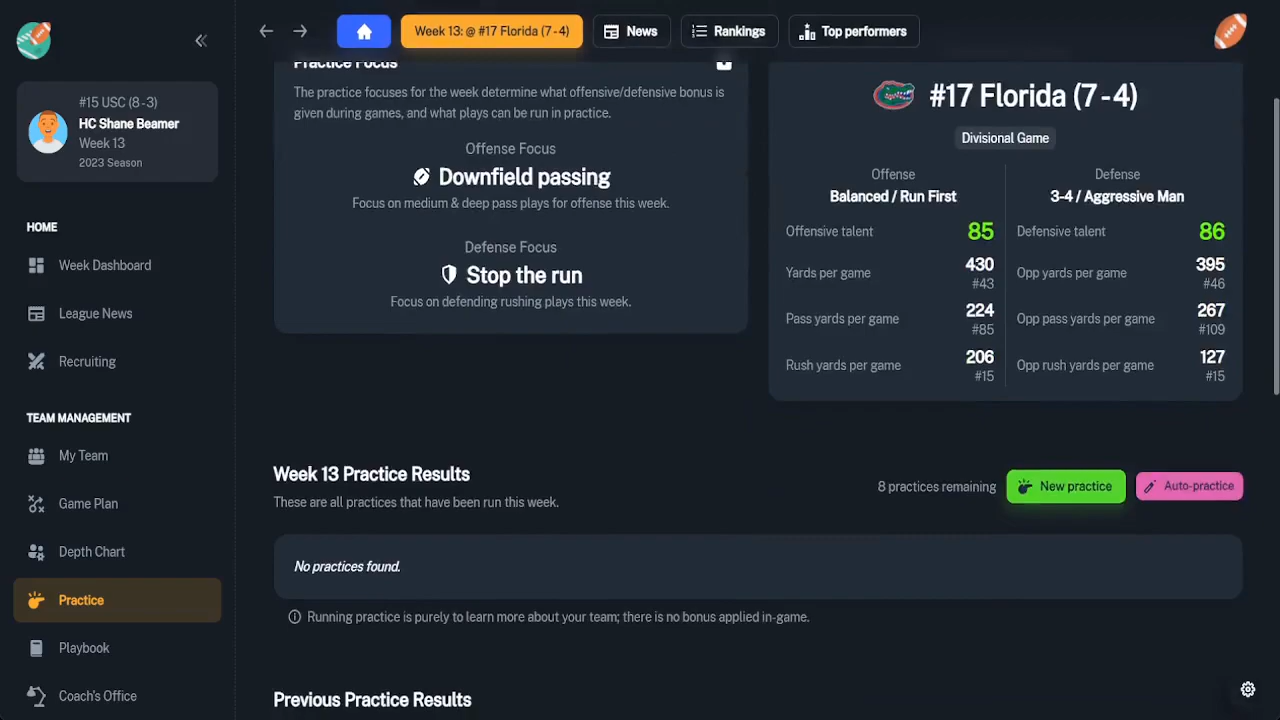 Week 13: @ #17 Florida (7-4)
News
Rankings
Top performers
#15 USC (8-3)
HC Shane Beamer
Week 13
2023 Season
HOME
Week Dashboard
League News
Recruiting
TEAM MANAGEMENT
My Team
Game Plan
Depth Chart
Practice
Playbook
Coach's Office
Practice Focus
The practice focuses for the week determine what offensive/defensive bonus is
given during games, and what plays can be run in practice.
Offense Focus
Downfield passing
Focus on medium & deep pass plays for offense this week.
Defense Focus
Stop the run
Focus on defending rushing plays this week.
#17 Florida (7-4)
Divisional Game
Offense
Balanced / Run First
Offensive talent 85
Yards per game 430
#43
Pass yards per game 224
#85
Rush yards per game 206
#15
Defense
3-4 / Aggressive Man
Defensive talent 86
Opp yards per game 395
#46
Opp pass yards per game 267
#109
Opp rush yards per game 127
#15
Week 13 Practice Results
These are all practices that have been run this week.
8 practices remaining
New practice
Auto-practice
No practices found.
Running practice is purely to learn more about your team; there is no bonus applied in-game.
Previous Practice Results